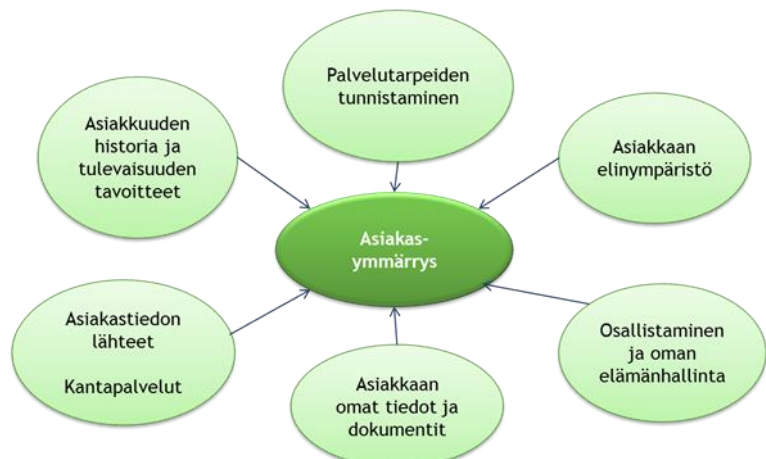 Palvelutarpeiden
tunnistaminen
Asiakkuuden
historia ja
tulevaisuuden
tavoitteet
Asiakkaan
elinympäristö
Asiakas-
ymmärrys
Asiakastiedon
lähteet
Kantapalvelut
Asiakkaan
omat tiedot ja
dokumentit
Osallistaminen
ja oman
elämänhallinta